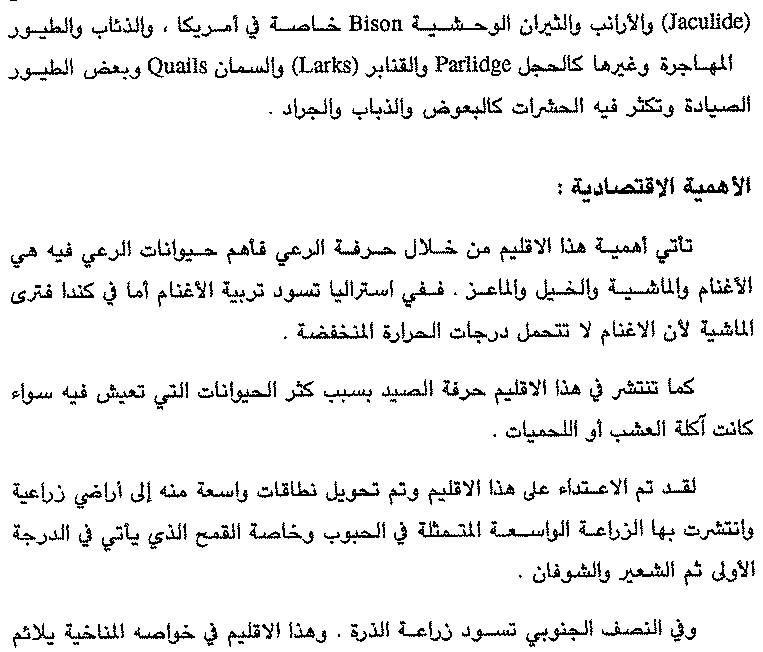 (Jaculide) والأرانب والثيران الوحشية Bison خاصة في أمريكا ، والذئاب والطيور
المهاجرة وغيرها كالحجل Parlidge والقنابر (Larks) والسمان Quails وبعض الطيور
الصيادة وتكثر فيه الحشرات كالبعوض والذباب والجراد .
الأهمية الاقتصادية :
تأتي أهمية هذا الاقليم من خلال حرفة الرعي فأهم حيوانات الرعي فيه هي
الأغنام والماشية والخيل والماعز . ففي استراليا تسود تربية الأغنام أما في كندا فترى
الماشية لأن الاغنام لا تتحمل درجات الحرارة المنخفضة .
كما تنتشر في هذا الاقليم حرفة الصيد بسبب كثر الحيوانات التي تعيش فيه سواء
كانت آكلة العشب أو اللحميات .
لقد تم الاعتداء على هذا الاقليم وتم تحويل نطاقات واسعة منه إلى أراضي زراعية
وانتشرت بها الزراعة الواسعة المتمثلة في الحبوب وخاصة القمح الذي يأتي في الدرجة
الأولى ثم الشعير والشوفان .
وفي النصف الجنوبي تسود زراعة الذرة . وهذا الاقليم في خواصه المناخية يلائم